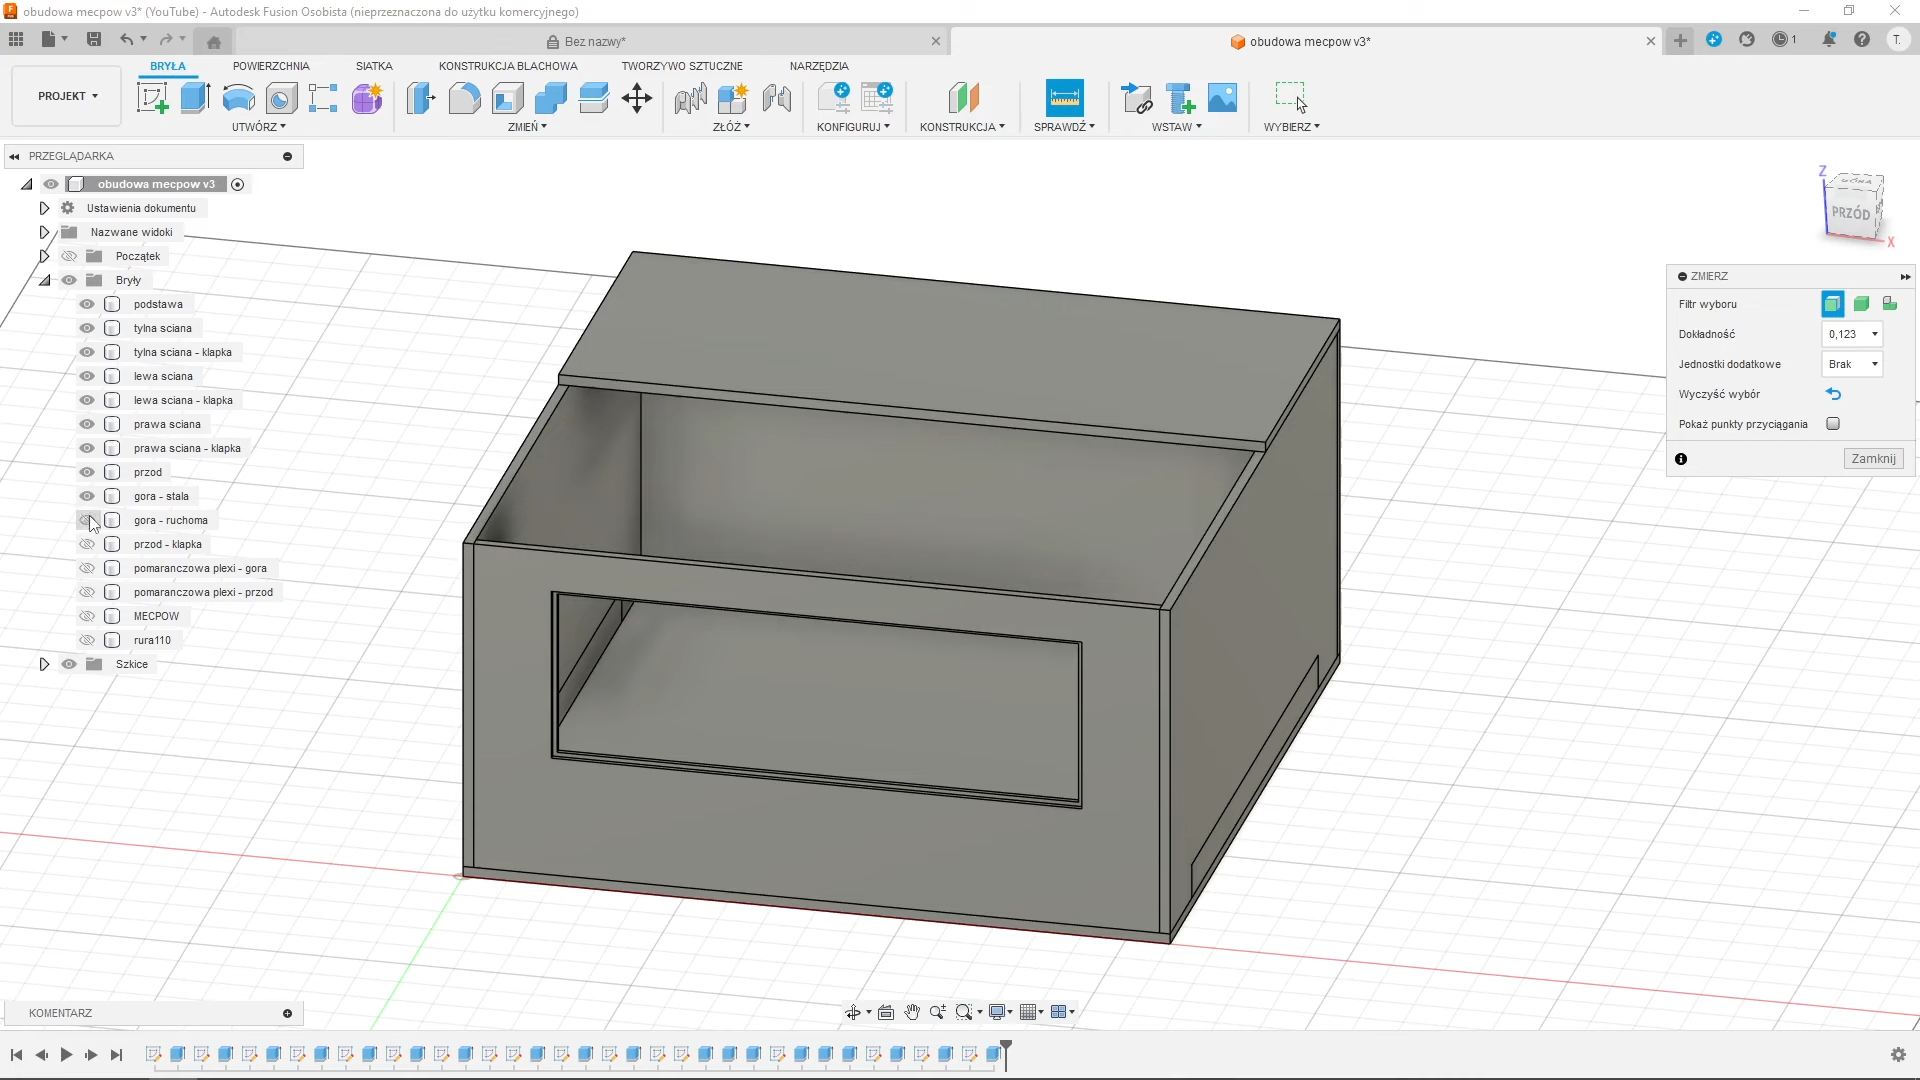 obudowa mecpow v3* (YouTube) - Autodesk Fusion Osobista (nieprzeznaczona do użytku komercyjnego)
Bez nazwy*
obudowa mecpow v3*
1
T.
PROJEKT
BRYŁA
POWIERZCHNIA
SIATKA
KONSTRUKCJA BLACHOWA
TWORZYWO SZTUCZNE
NARZĘDZIA
UTWÓRZ
ZMIEŃ
ZŁÓŻ
KONFIGURUJ
KONSTRUKCJA
SPRAWDŹ
WSTAW
WYBIERZ
PRZEGLĄDARKA
obudowa mecpow v3
Ustawienia dokumentu
Nazwane widoki
Początek
Bryły
podstawa
tylna sciana
tylna sciana - klapka
lewa sciana
lewa sciana - klapka
prawa sciana
prawa sciana - klapka
przod
gora - stala
gora - ruchoma
przod - klapka
pomaranczowa plexi - gora
pomaranczowa plexi - przod
MECPOW
rura110
Szkice
Z
GÓRA
PRZÓD
X
ZMIERZ
Filtr wyboru
Dokładność
0,123
Jednostki dodatkowe
Brak
Wyczyść wybór
Pokaż punkty przyciągania
Zamknij
KOMENTARZ